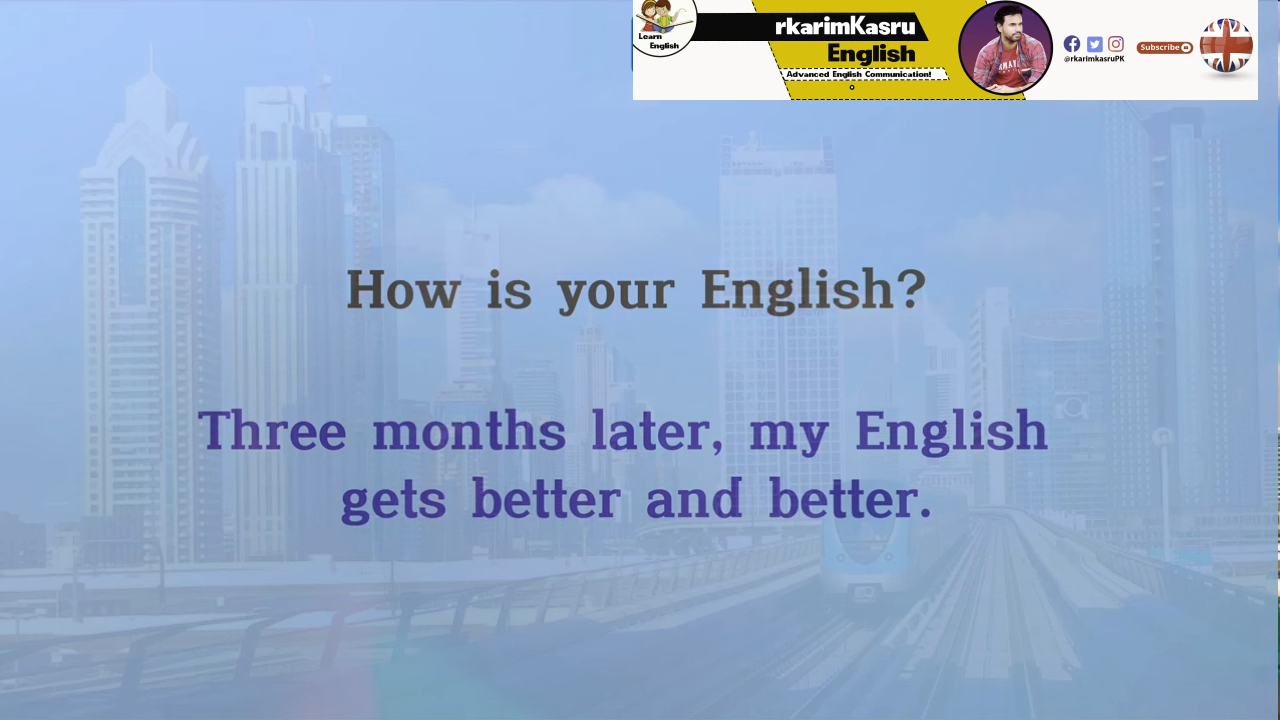 Learn
English
rkarimKasru
English
Advanced English Communication!
@rkarimkasruPK
Subscribe
How is your English?
Three months later, my English
gets better and better.